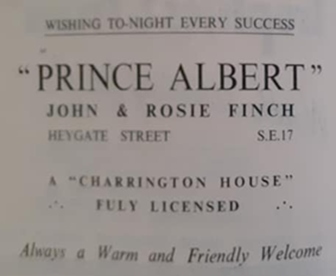 WISHING TO-NIGHT EVERY SUCCESS
"PRINCE ALBERT"
JOHN & ROSIE FINCH
HEYGATE STREET S.E.17
A "CHARRINGTON HOUSE"
∴ FULY LICENSED ∴
Always a Warm and Friendly Welcome